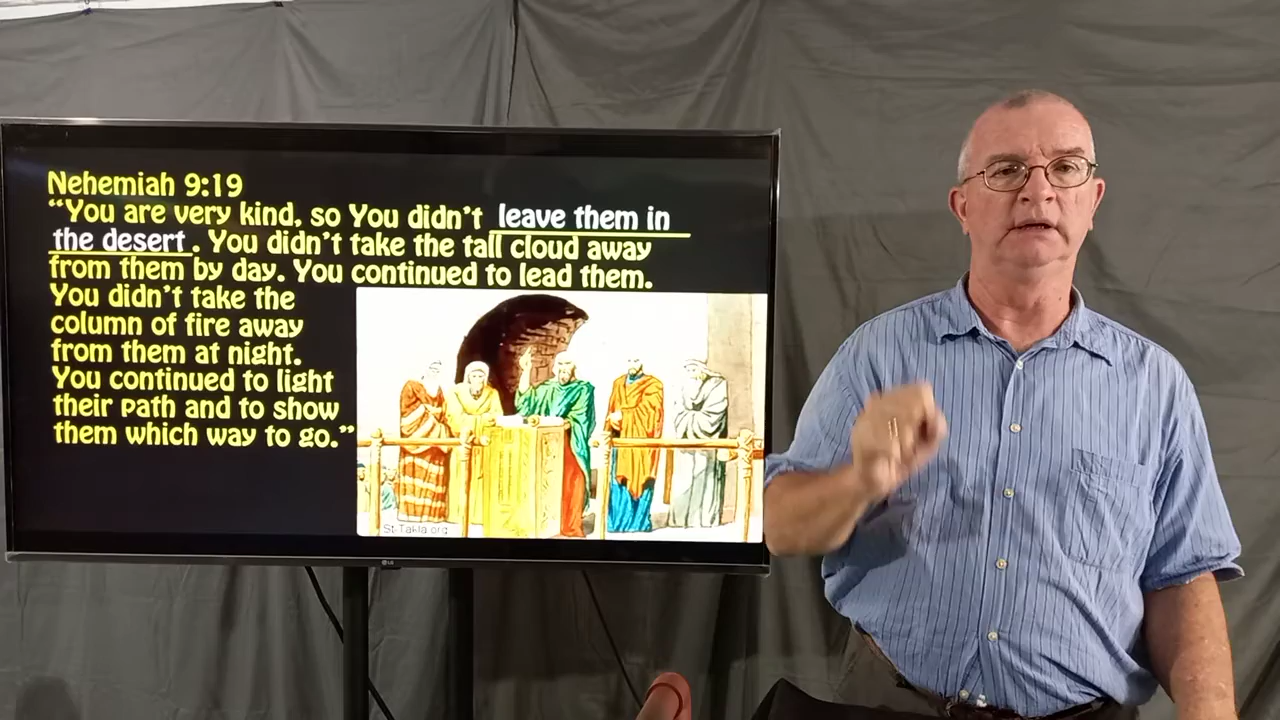 Nehemiah 9:19
“You are very kind, so You didn’t leave them in
the desert. You didn’t take the tall cloud away
from them by day. You continued to lead them.
You didn’t take the
column of fire away
from them at night.
You continued to light
their path and to show
them which way to go.”
St-Takla.org
LG